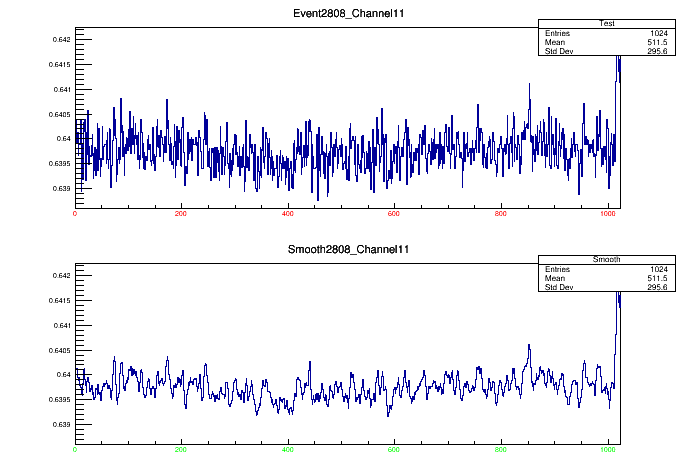 Event2808_Channel11
Test
Entries 1024
Mean 511.5
Std Dev 295.6
0.642
0.6415
0.641
0.6405
0.64
0.6395
0.639
0 200 400 600 800 1000
Smooth2808_Channel11
Smooth
Entries 1024
Mean 511.5
Std Dev 295.6
0.642
0.6415
0.641
0.6405
0.64
0.6395
0.639
0 200 400 600 800 1000